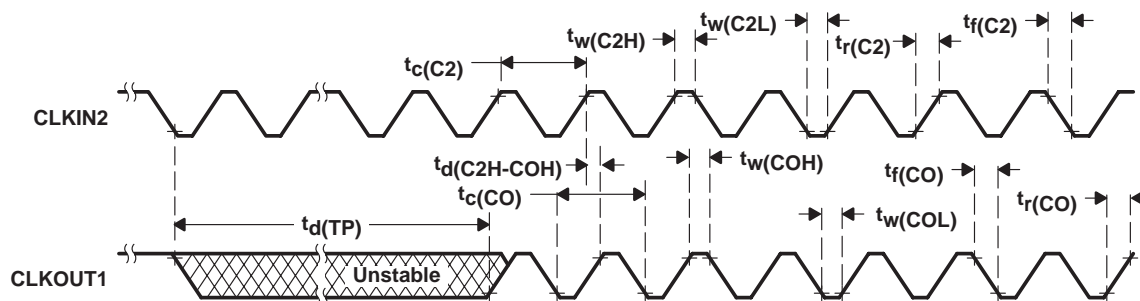 tc(C2)
tw(C2H)
tw(C2L)
tr(C2)
tf(C2)
CLKIN2
td(C2H-COH)
tw(COH)
tc(CO)
tf(CO)
tr(CO)
td(TP)
tw(COL)
CLKOUT1
Unstable